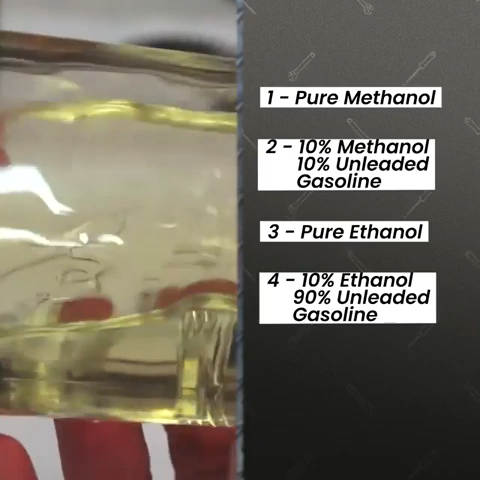 1 - Pure Methanol
2 - 10% Methanol
10% Unleaded
Gasoline
3 - Pure Ethanol
4 - 10% Ethanol
90% Unleaded
Gasoline